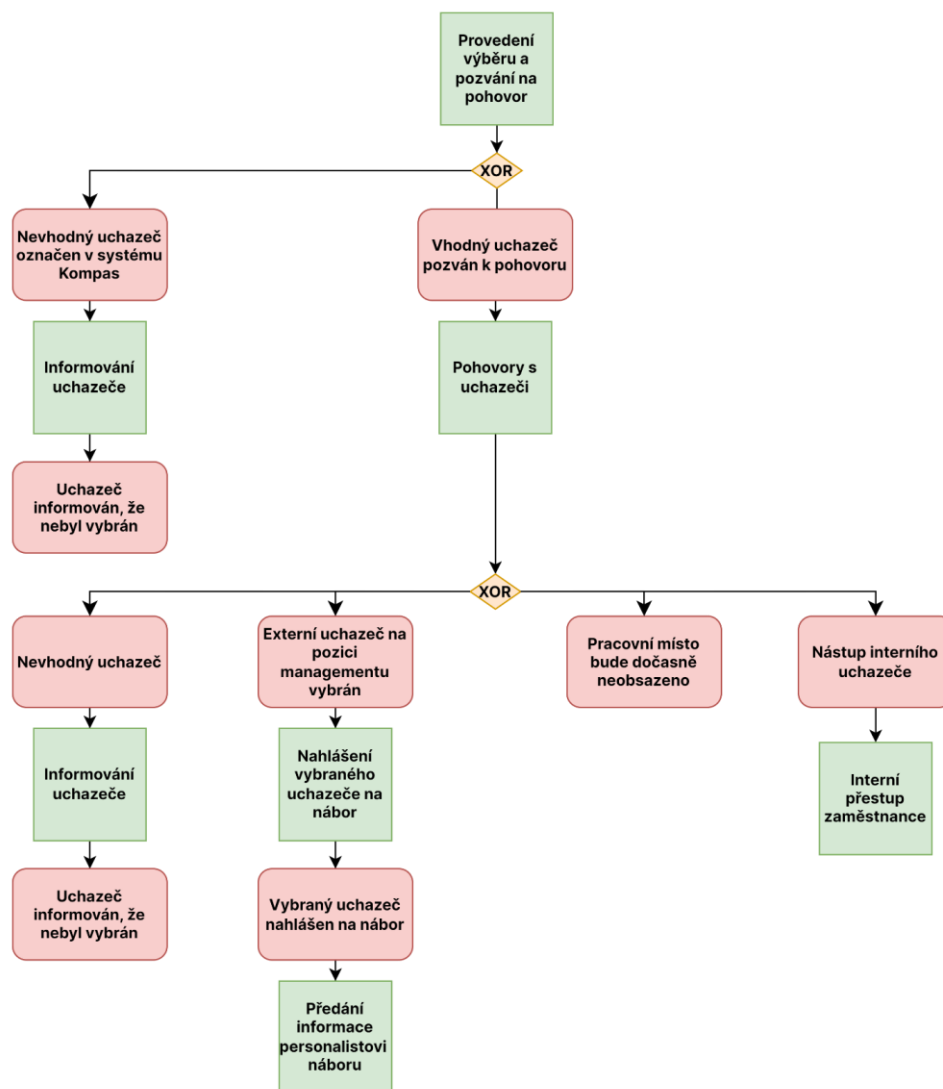 Provedení
výběru a
pozvání na
pohovor
XOR
Nevhodný uchazeč
označen v systému
Kompas
Vhodný uchazeč
pozván k pohovoru
Informování
uchazeče
Pohovory s
uchazeči
Uchazeč
informován, že
nebyl vybrán
XOR
Nevhodný uchazeč
Externí uchazeč na
pozici
managementu
vybrán
Pracovní místo
bude dočasně
neobsazeno
Nástup interního
uchazeče
Informování
uchazeče
Nahlášení
vybraného
uchazeče na
nábor
Interní
přestup
zaměstnance
Uchazeč
informován, že
nebyl vybrán
Vybraný uchazeč
nahlášen na nábor
Předání
informace
personalistovi
náboru